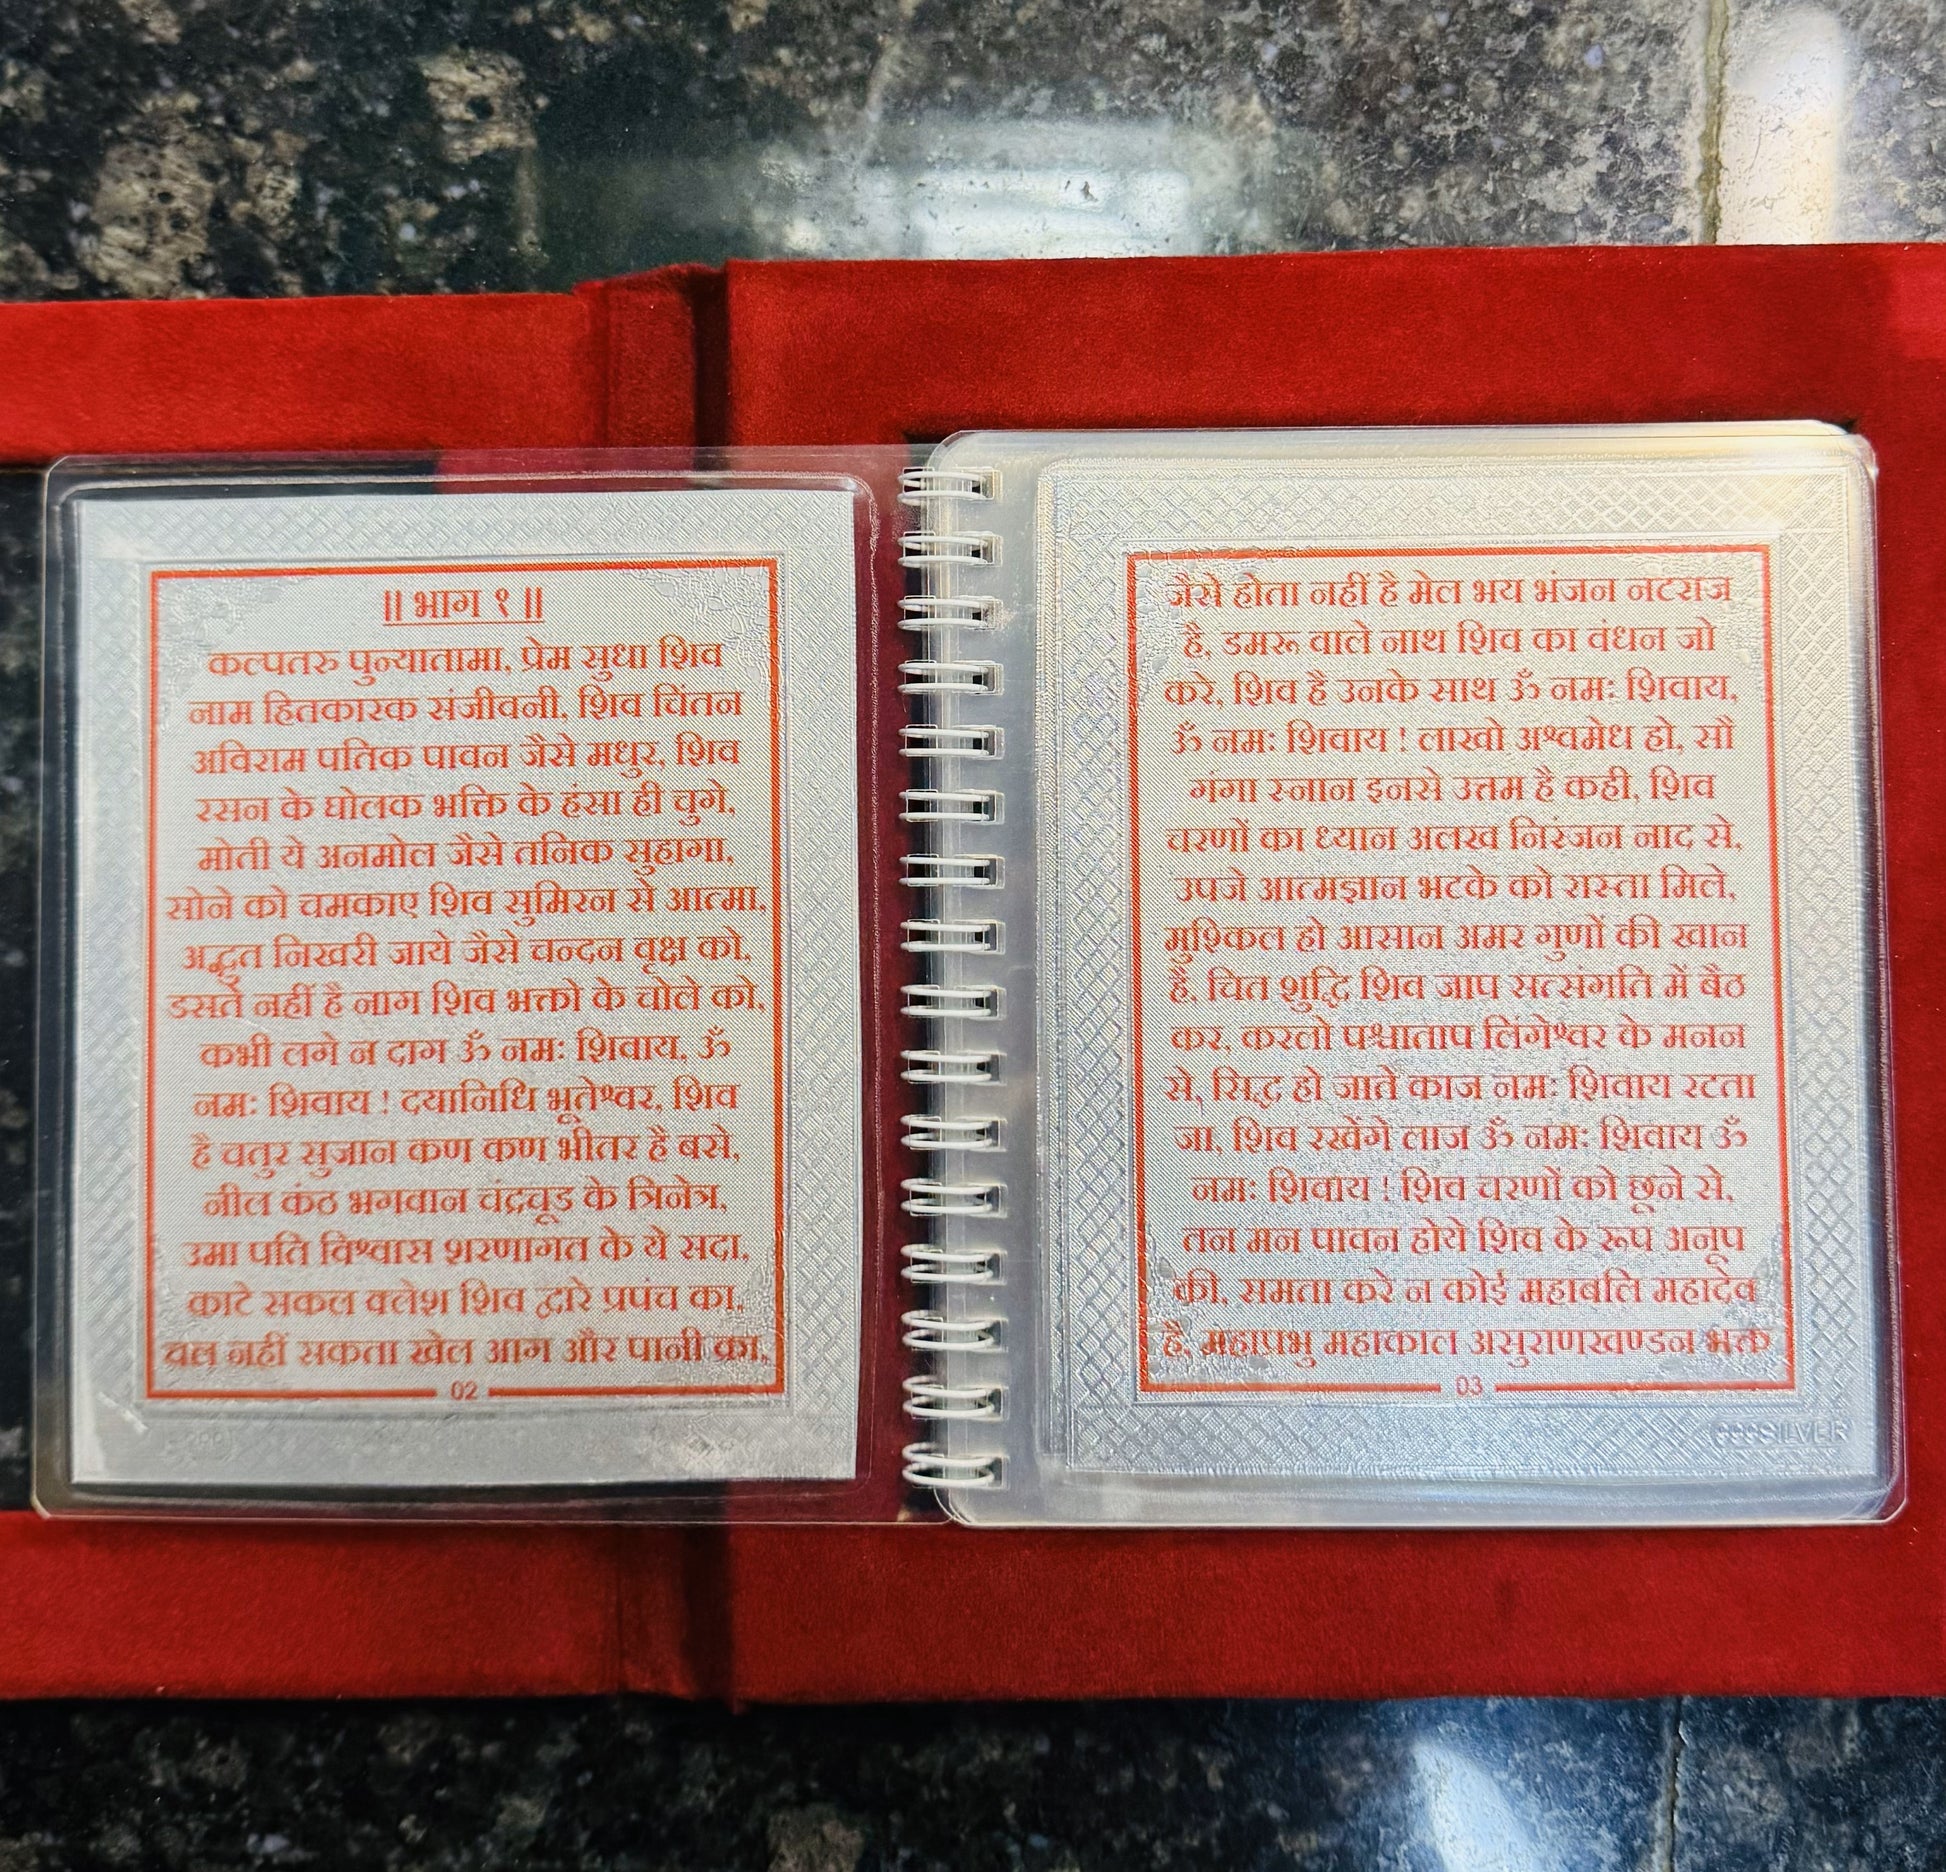 ॥ भाग १ ॥
कल्पतरु पुन्यातामा, प्रेम सुधा शिव
नाम हितकारक संजीवनी, शिव चिंतन
अविराम पतिक पावन जैसे मधुर, शिव
रसन के घोलक भक्ति के हंसा ही चुगे,
मोती ये अनमोल जैसे तनिक सुहागा,
सोने को चमकाए शिव सुमिरन से आत्मा,
अद्भुत निखरी जाये जैसे चन्दन वृक्ष को,
डसते नहीं है नाग शिव भक्तो के चोले को,
कभी लगे न दाग ॐ नमः शिवाय, ॐ
नमः शिवाय ! दयानिधि भूतेश्वर, शिव
है चतुर सुजान कण कण भीतर है बसे,
नील कंठ भगवान चंद्रचूड के त्रिनेत्र,
उमा पति विश्वास शरणागत के ये सदा,
काटे सकल क्लेश शिव द्वारे प्रपंच का,
चल नहीं सकता खेल आग और पानी का,
02
जैसे होता नहीं है मेल भय भंजन नटराज
है, डमरू वाले नाथ शिव का वंधन जो
करे, शिव है उनके साथ ॐ नमः शिवाय,
ॐ नमः शिवाय ! लाखो अश्वमेध हो, सौ
गंगा स्नान इनसे उत्तम है कही, शिव
चरणों का ध्यान अलख निरंजन नाद से,
उपजे आत्मज्ञान भटके को रास्ता मिले,
मुश्किल हो आसान अमर गुणों की खान
है, चित शुद्धि शिव जाप सत्संगति में बैठ
कर, करलो पश्चाताप लिंगेश्वर के मनन
से, सिद्ध हो जाते काज नमः शिवाय रटता
जा, शिव रखेंगे लाज ॐ नमः शिवाय ॐ
नमः शिवाय ! शिव चरणों को छूने से,
तन मन पावन होये शिव के रूप अनूप
की, समता करे न कोई महाबलि महादेव
है, महाप्रभु महाकाल असुराणखण्डन भक्त
03
999SILVER